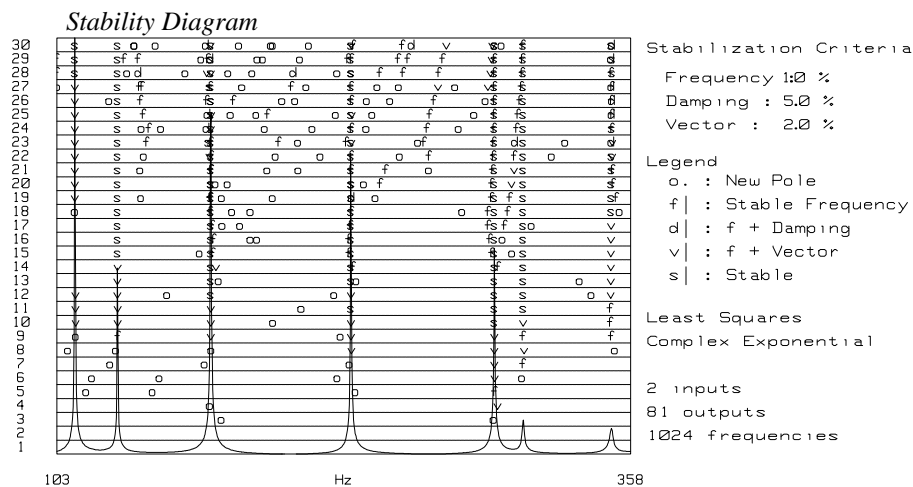 Stability Diagram
30
29
28
27
26
25
24
23
22
21
20
19
18
17
16
15
14
13
12
11
10
9
8
7
6
5
4
3
2
1
103
Hz
358
Stabilization Criteria
Frequency 1:0 %
Damping : 5.0 %
Vector : 2.0 %
Legend
o. : New Pole
f| : Stable Frequency
d| : f + Damping
v| : f + Vector
s| : Stable
Least Squares
Complex Exponential
2 inputs
81 outputs
1024 frequencies